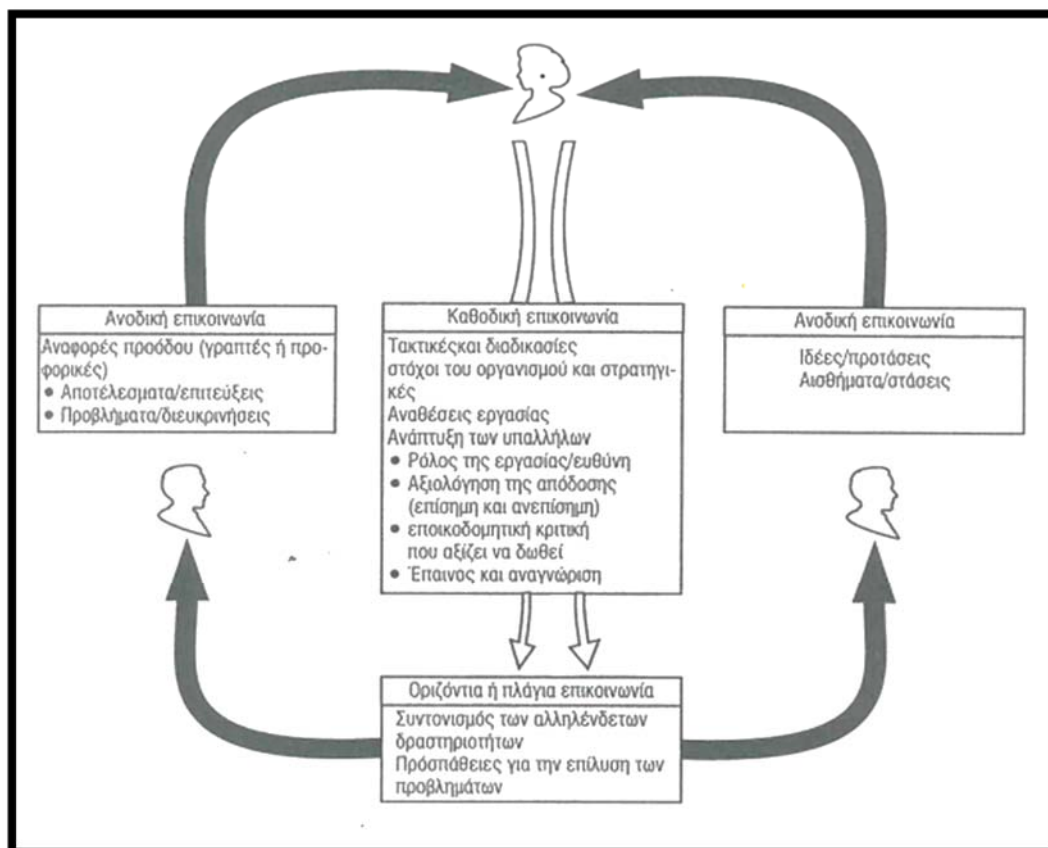 Ανοδική επικοινωνία
Αναφορές προόδου (γραπτές ή προ-
φορικές)
• Αποτέλεσματα/επιτεύξεις
• Προβλήματα/διευκρινήσεις
Καθοδική επικοινωνία
Τακτικέςκαι διαδικασίες
στόχοι του οργανισμού και στρατηγι-
κές
Αναθέσεις εργασίας
Ανάπτυξη των υπαλλήλων
• Ρόλος της εργασίας/ευθύνη
• Αξιολόγηση της απόδοσης
(επίσημη και ανεπίσημη)
• εποικοδομητική κριτική
που αξίζει να δωθεί
• Έπαινος και αναγνώριση
Ανοδική επικοινωνία
Ιδέες/προτάσεις
Αισθήματα/στάσεις
Οριζόντια ή πλάγια επικοινωνία
Συντονισμός των αλληλένδετων
δραστηριοτήτων
Πρόσπάθειες για την επίλυση των
προβλημάτων